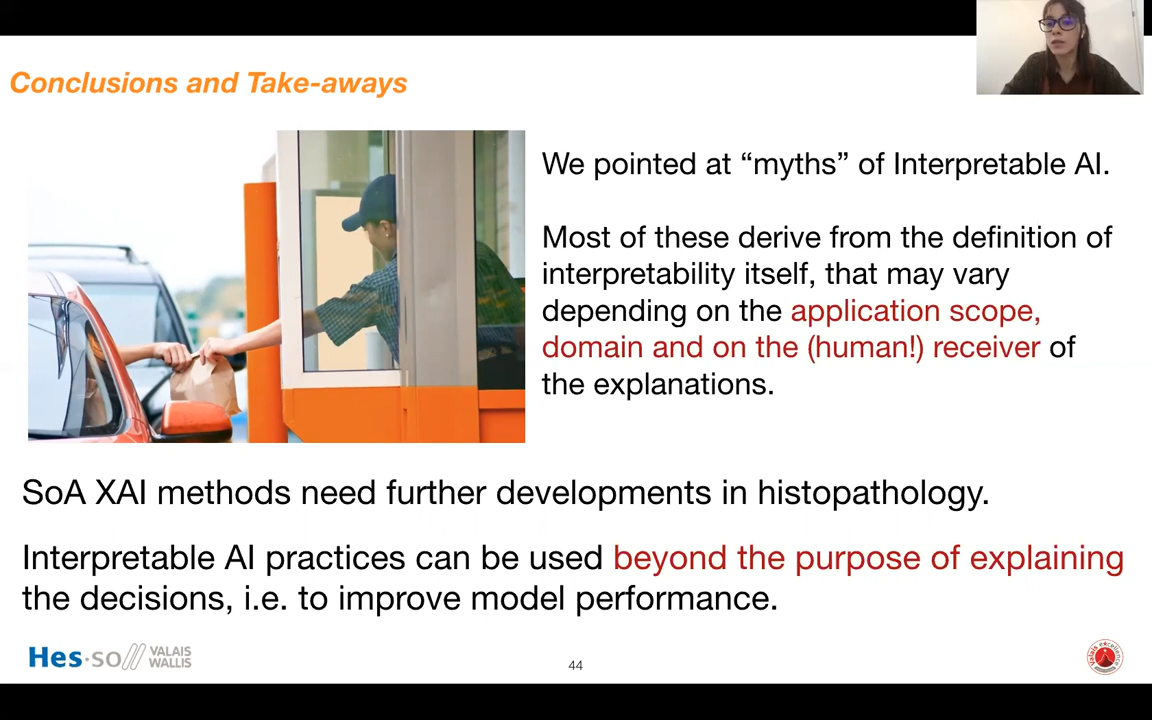 Conclusions and Take-aways
We pointed at “myths” of Interpretable AI.
Most of these derive from the definition of
interpretability itself, that may vary
depending on the application scope,
domain and on the (human!) receiver of
the explanations.
SoA XAI methods need further developments in histopathology.
Interpretable AI practices can be used beyond the purpose of explaining
the decisions, i.e. to improve model performance.
Hes·so VALAIS
WALLIS
44
Valais excellence